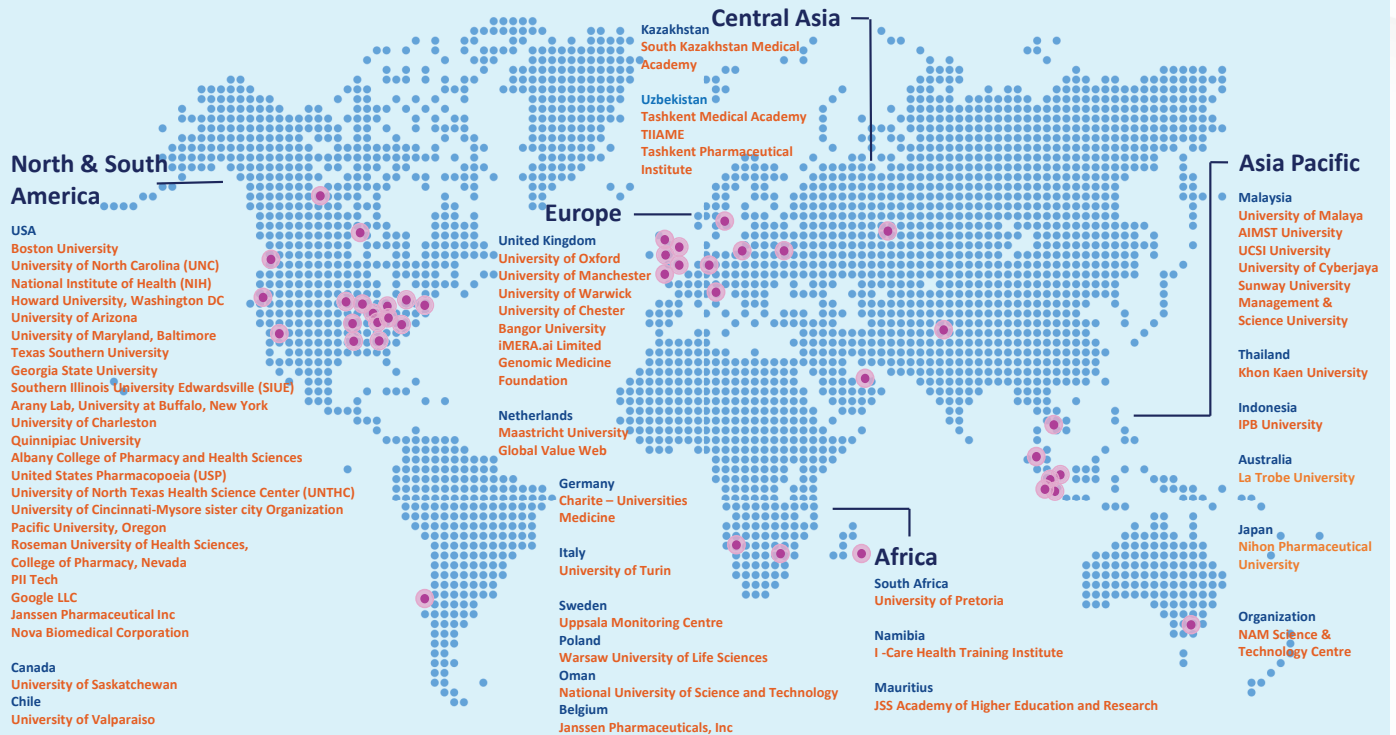 Central Asia
Kazakhstan
South Kazakhstan Medical
Academy
Uzbekistan
Tashkent Medical Academy
TIIAME
Tashkent Pharmaceutical
Institute
North & South
America
USA
Boston University
University of North Carolina (UNC)
National Institute of Health (NIH)
Howard University, Washington DC
University of Arizona
University of Maryland, Baltimore
Texas Southern University
Georgia State University
Southern Illinois University Edwardsville (SIUE)
Arany Lab, University at Buffalo, New York
University of Charleston
Quinnipiac University
Albany College of Pharmacy and Health Sciences
United States Pharmacopoeia (USP)
University of North Texas Health Science Center (UNTHC)
University of Cincinnati-Mysore sister city Organization
Pacific University, Oregon
Roseman University of Health Sciences,
College of Pharmacy, Nevada
PII Tech
Google LLC
Janssen Pharmaceutical Inc
Nova Biomedical Corporation
Canada
University of Saskatchewan
Chile
University of Valparaiso
Europe
United Kingdom
University of Oxford
University of Manchester
University of Warwick
University of Chester
Bangor University
iMERA.ai Limited
Genomic Medicine
Foundation
Netherlands
Maastricht University
Global Value Web
Germany
Charite – Universities
Medicine
Italy
University of Turin
Sweden
Uppsala Monitoring Centre
Poland
Warsaw University of Life Sciences
Oman
National University of Science and Technology
Belgium
Janssen Pharmaceuticals, Inc
Africa
South Africa
University of Pretoria
Namibia
I -Care Health Training Institute
Mauritius
JSS Academy of Higher Education and Research
Asia Pacific
Malaysia
University of Malaya
AIMST University
UCSI University
University of Cyberjaya
Sunway University
Management &
Science University
Thailand
Khon Kaen University
Indonesia
IPB University
Australia
La Trobe University
Japan
Nihon Pharmaceutical
University
Organization
NAM Science &
Technology Centre